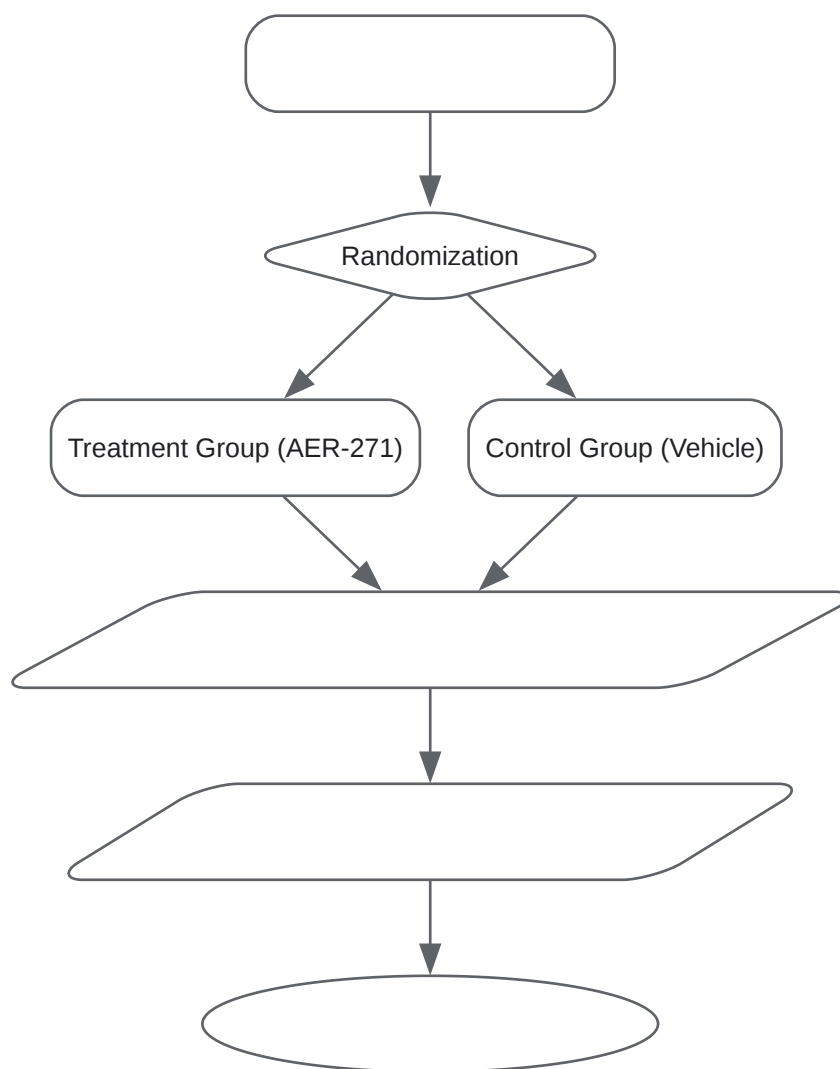 Randomization
Treatment Group (AER-271)
Control Group (Vehicle)